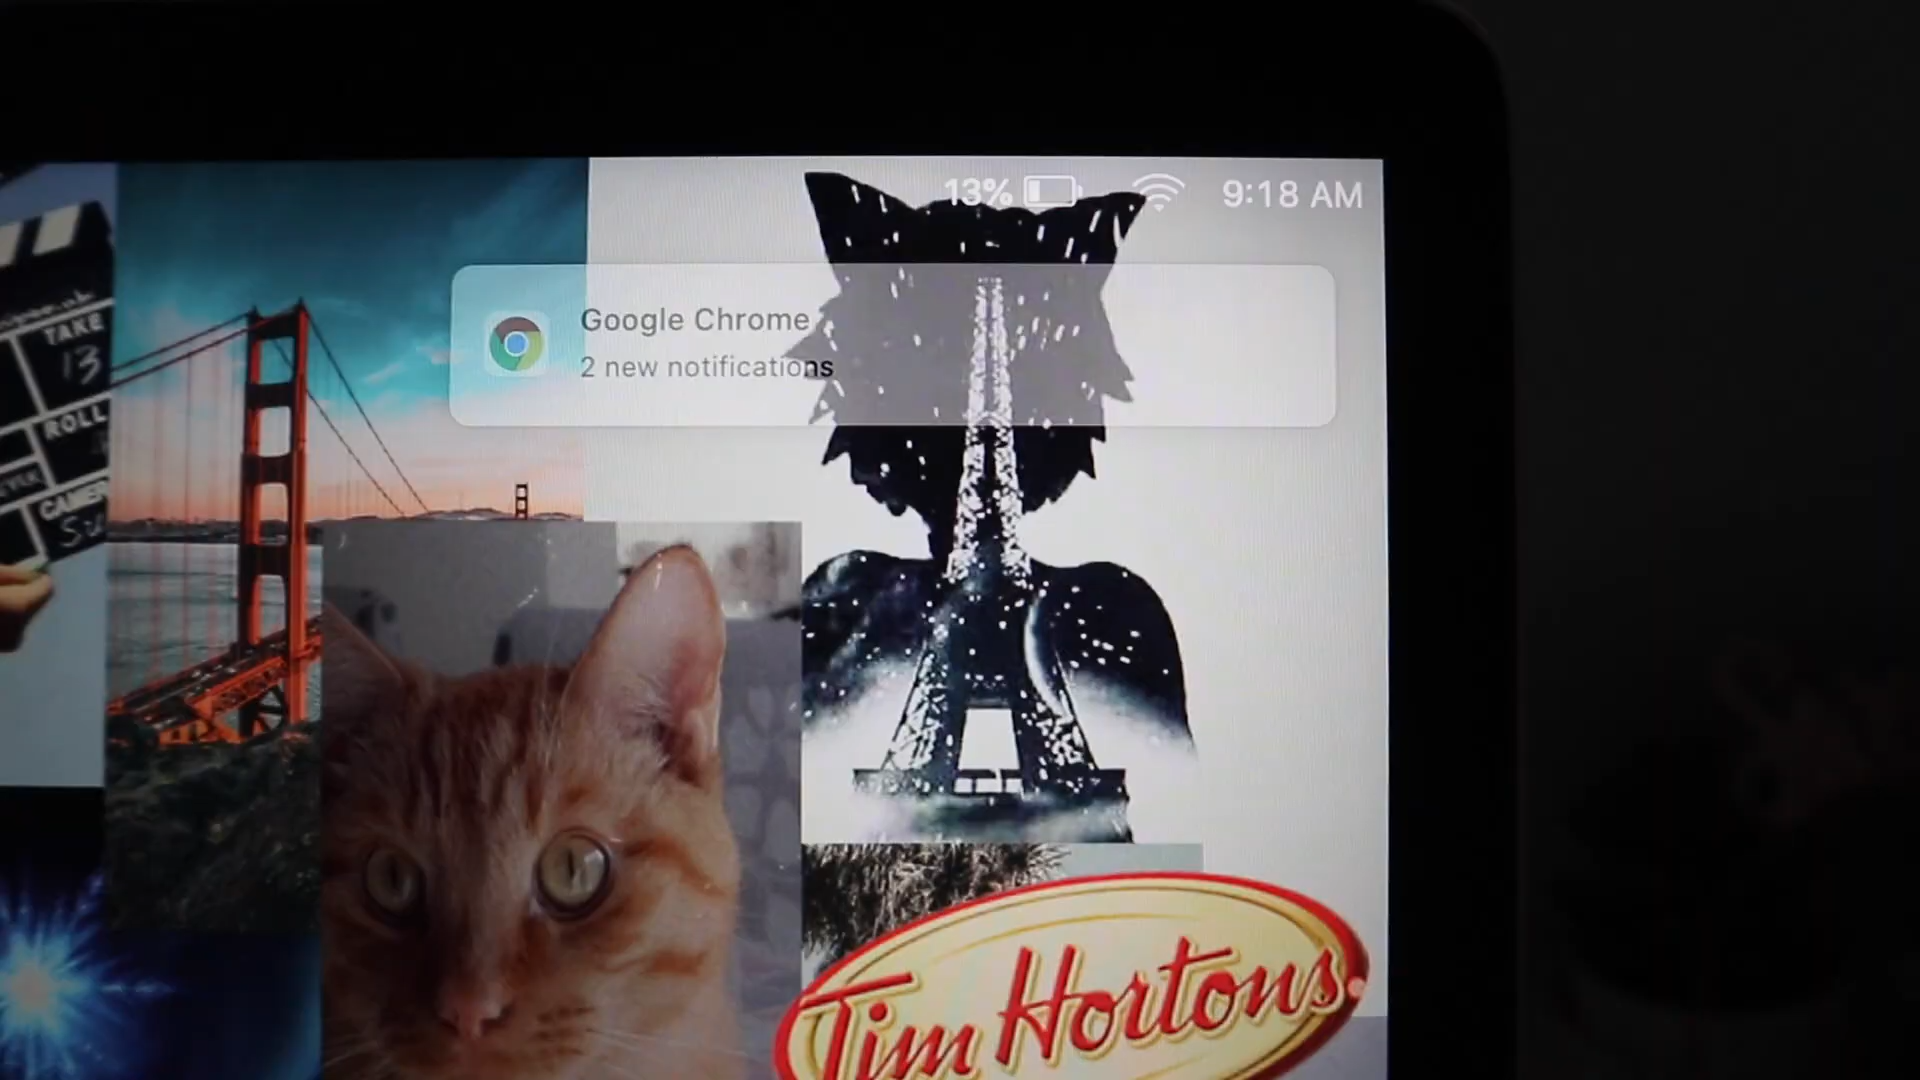 13%
9:18 AM
Google Chrome
2 new notifications
TAKE
13
ROLL
Tim Hortons.